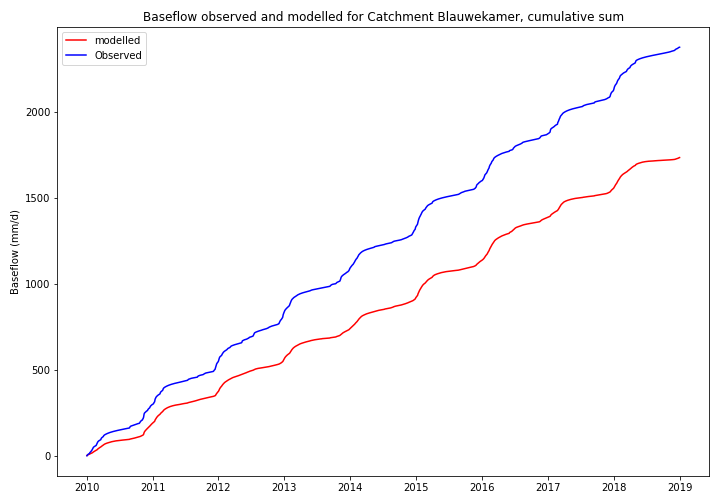 Baseflow observed and modelled for Catchment Blauwekamer, cumulative sum
modelled
Observed
Baseflow (mm/d)
2000
1500
1000
500
0
2010 2011 2012 2013 2014 2015 2016 2017 2018 2019